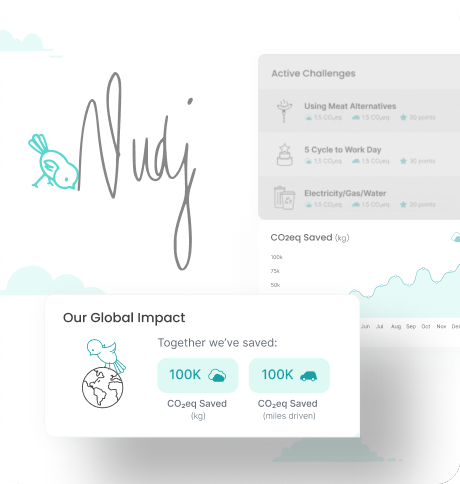 Nudj
Active Challenges
Using Meat Alternatives
1.5 CO₂eq 1.5 CO₂eq 30 points
5 Cycle to Work Day
1.5 CO₂eq 1.5 CO₂eq 30 points
Electricity/Gas/Water
1.5 CO₂eq 1.5 CO₂eq 30 points
CO₂eq Saved (kg)
100k
75k
50k
Jun Jul Aug Sep Oct Nov Dec
Our Global Impact
Together we've saved:
100K 100K
CO₂eq Saved CO₂eq Saved
(kg) (miles driven)